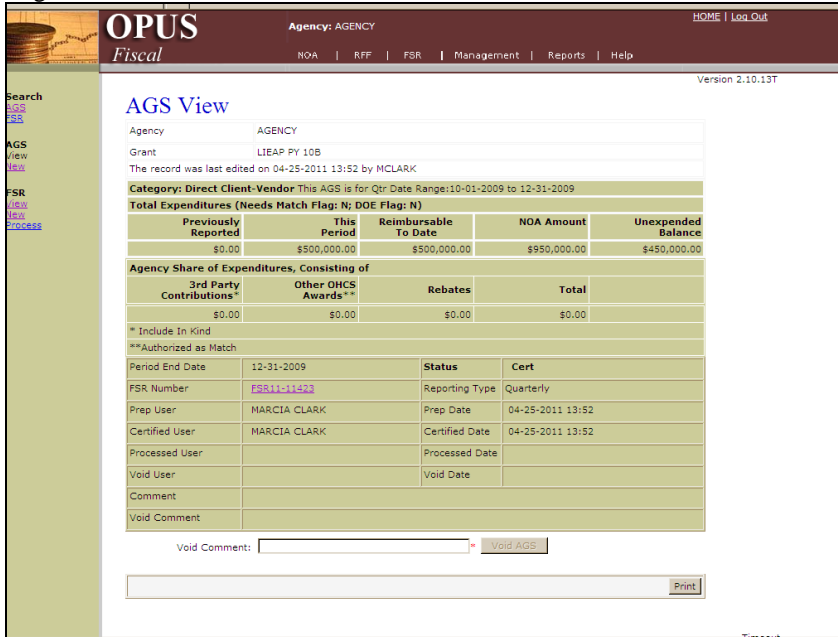 HOME | Log Out
OPUS
Agency: AGENCY
Fiscal
NOA | RFF | FSR | Management | Reports | Help
Version 2.10.13T
Search
AGS
FSR
AGS
View
New
FSR
View
New
Process
AGS View
Agency AGENCY
Grant LIEAP PY 10B
The record was last edited on 04-25-2011 13:52 by MCLARK
Category: Direct Client-Vendor This AGS is for Qtr Date Range:10-01-2009 to 12-31-2009
Total Expenditures (Needs Match Flag: N; DOE Flag: N)
Previously Reported This Period Reimbursable To Date NOA Amount Unexpended Balance
$0.00 $500,000.00 $500,000.00 $950,000.00 $450,000.00
Agency Share of Expenditures, Consisting of
3rd Party Contributions* Other OHCS Awards** Rebates Total
$0.00 $0.00 $0.00 $0.00
* Include In Kind
**Authorized as Match
Period End Date 12-31-2009 Status Cert
FSR Number FSR11-11423 Reporting Type Quarterly
Prep User MARCIA CLARK Prep Date 04-25-2011 13:52
Certified User MARCIA CLARK Certified Date 04-25-2011 13:52
Processed User Processed Date
Void User Void Date
Comment
Void Comment
Void Comment: * Void AGS
Print